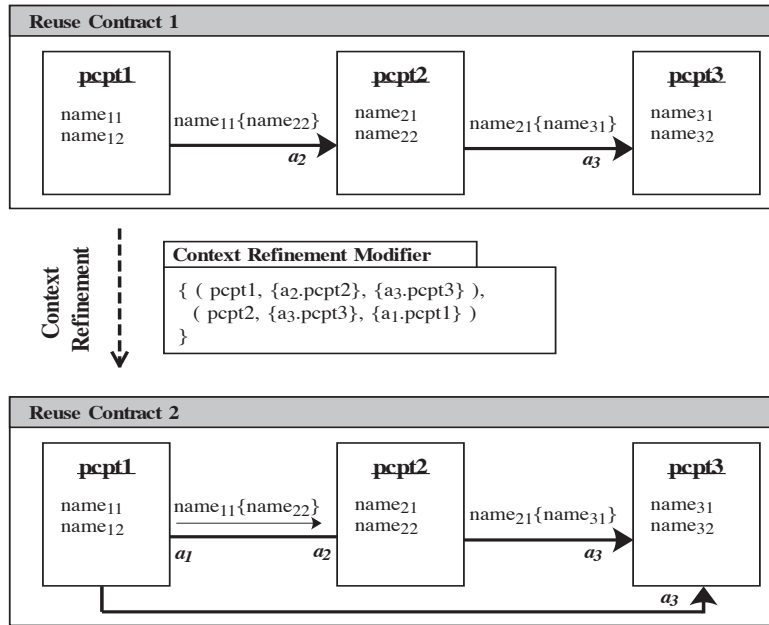 Reuse Contract 1
pcpt1 pcpt2 pcpt3
name11 name12
name11{name22}
a2
name21 name22
name21{name31}
a3
name31 name32
Context Refinement
Context Refinement Modifier
{ ( pcpt1, {a2.pcpt2}, {a3.pcpt3} ),
( pcpt2, {a3.pcpt3}, {a1.pcpt1} )
}
Reuse Contract 2
pcpt1 pcpt2 pcpt3
name11 name12
name11{name22}
a1 a2
name21 name22
name21{name31}
a3
name31 name32
a3